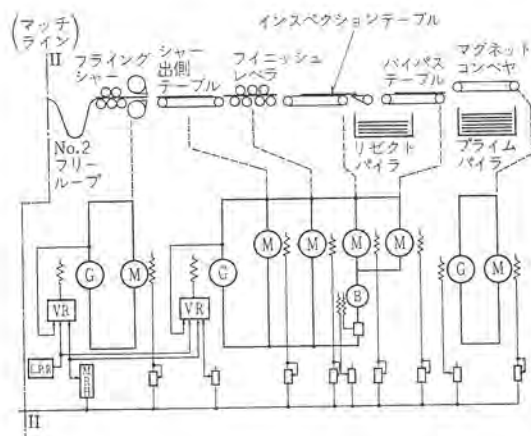 (マッチ
ライン)
II
フライング
シャー
シャー
出側
テーブル
フイニッシュ
レベラ
インスペクションテーブル
バイパス
テーブル
マグネット
コンベヤ
No.2
フリー
ループ
リゼクト
パイラ
プライム
パイラ
G
M
G
M
M
M
M
G
M
B
VR
VR
L.P.R
M
R
H
II